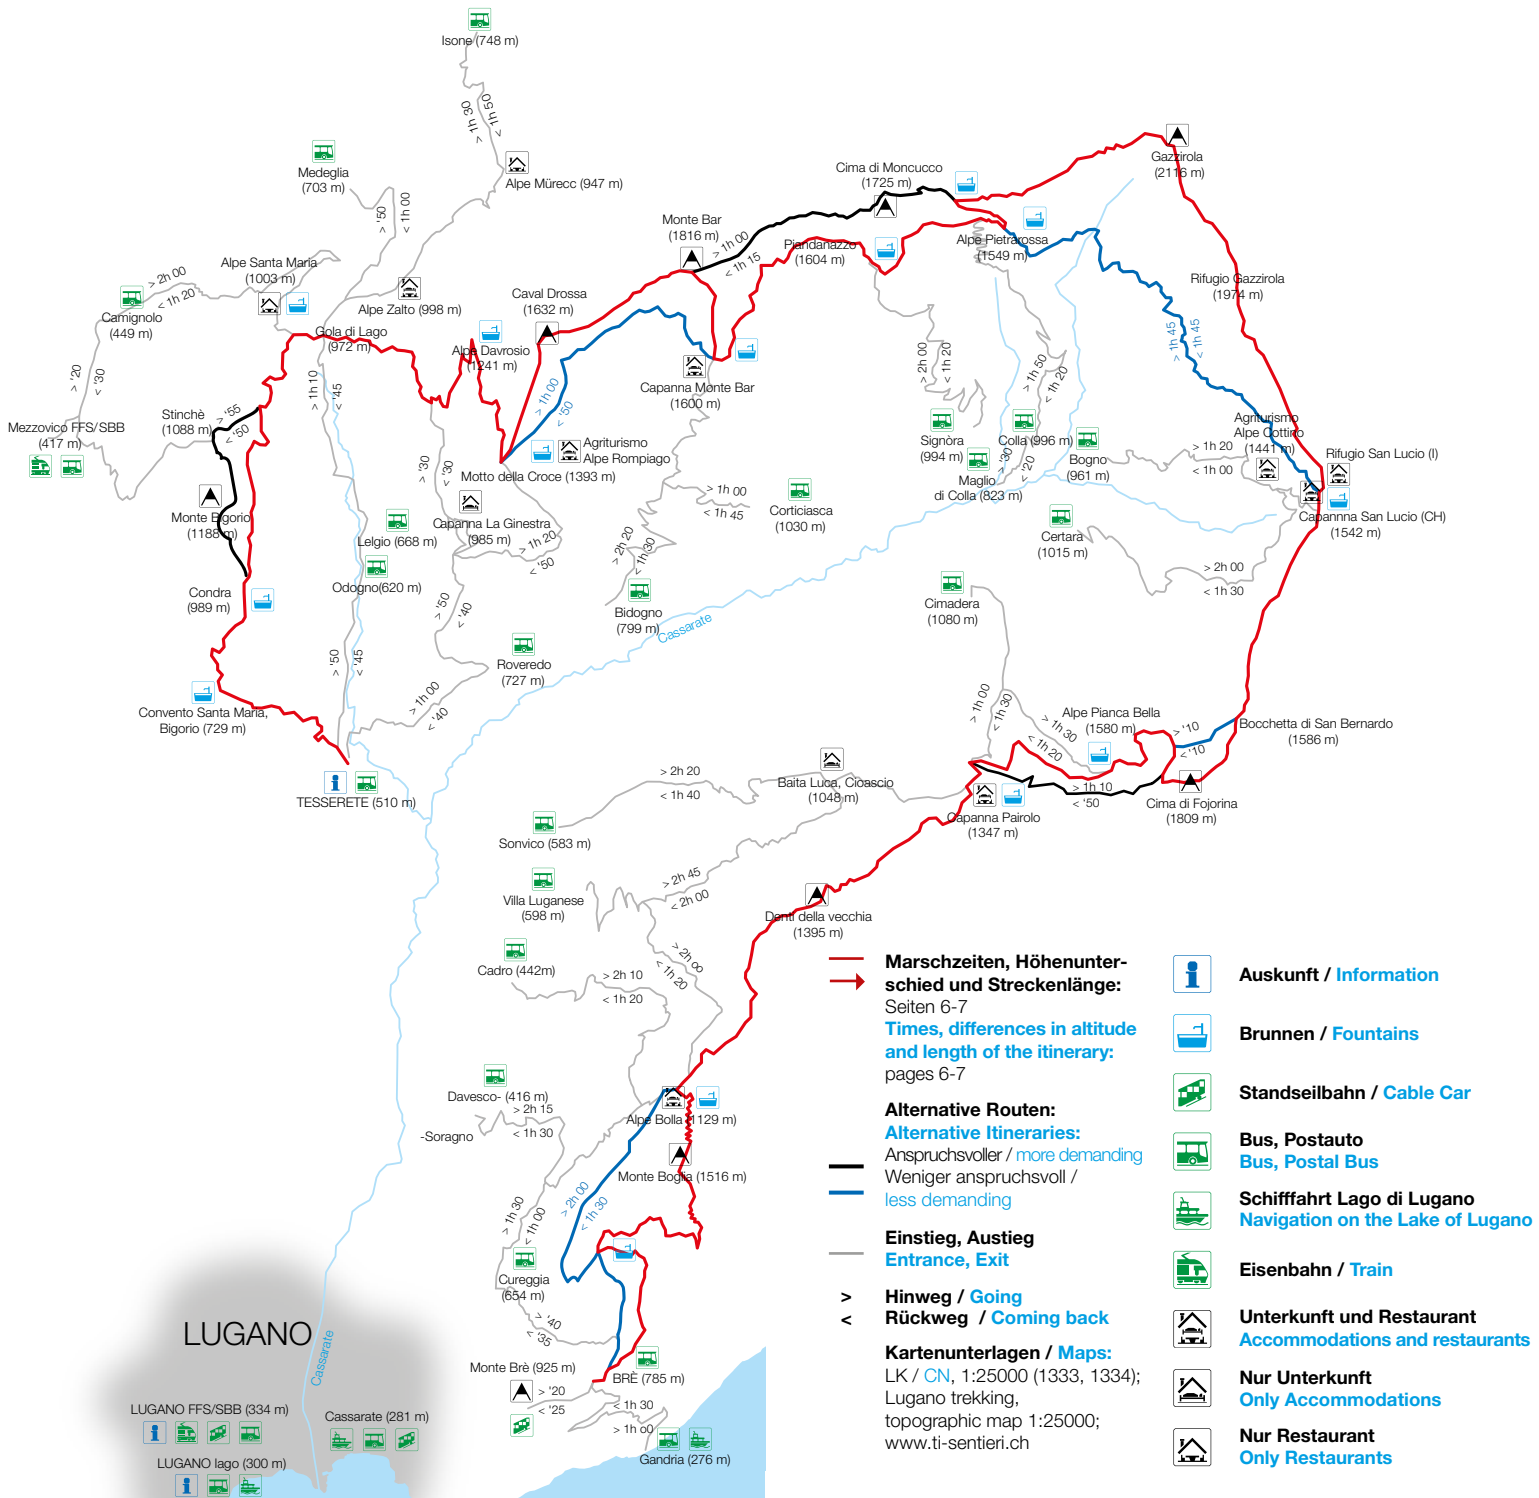 Isone (748 m)
> 1h 30
< 1h 50
Medeglia
(703 m)
> '50
< 1h 00
Alpe Mürecc (947 m)
Gazzirola
(2116 m)
Cima di Moncucco
(1725 m)
Monte Bar
(1816 m)
> 1h 00
< 1h 15
Piandanazzo
(1604 m)
Alpe Pietrarossa
(1549 m)
Alpe Santa Maria
(1003 m)
> 2h 00
< 1h 20
Camignolo
(449 m)
Alpe Zalto (998 m)
Caval Drossa
(1632 m)
Rifugio Gazzirola
(1974 m)
Gola di Lago
(972 m)
Alpe Davrosio
(1241 m)
> 1h 45
< 1h 45
> '20
< '30
> 1h 10
< '45
> 1h 00
< '50
Capanna Monte Bar
(1600 m)
> 2h 00
< 1h 20
> 1h 50
< 1h 20
Stinchè
(1088 m)
> '55
< '50
Mezzovico FFS/SBB
(417 m)
Agriturismo
Alpe Rompiago
Motto della Croce (1393 m)
Signòra
(994 m)
Colla (996 m)
> '30
< '20
Maglio
di Colla (823 m)
Bogno
(961 m)
> 1h 20
< 1h 00
Agriturismo
Alpe Cottino
(1441 m)
Rifugio San Lucio (I)
Capannna San Lucio (CH)
(1542 m)
Monte Bigorio
(1188 m)
> '30
< '30
Capanna La Ginestra
(985 m)
> 1h 20
< '50
Lelgio (668 m)
Odogno(620 m)
> 1h 00
< 1h 45
Corticiasca
(1030 m)
> 2h 20
< 1h 30
Certara
(1015 m)
> 2h 00
< 1h 30
Condra
(989 m)
Bidogno
(799 m)
Cassarate
Cimadera
(1080 m)
> '50
< '40
> '50
< '45
Roveredo
(727 m)
> 1h 00
< '40
Convento Santa Maria,
Bigorio (729 m)
> 1h 00
< 1h 30
> 1h 30
< 1h 20
Alpe Pianca Bella
(1580 m)
> '10
< '10
Bocchetta di San Bernardo
(1586 m)
TESSERETE (510 m)
> 2h 20
< 1h 40
Baita Luca, Cioascio
(1048 m)
> 1h 10
< '50
Cima di Fojorina
(1809 m)
Capanna Pairolo
(1347 m)
Sonvico (583 m)
Villa Luganese
(598 m)
> 2h 45
< 2h 00
Denti della vecchia
(1395 m)
Cadro (442m)
> 2h 10
< 1h 20
> 2h 00
< 1h 20
Davesco- (416 m)
-Soragno
> 2h 15
< 1h 30
Alpe Bolla (1129 m)
Monte Boglia (1516 m)
> 2h 00
< 1h 30
> 1h 30
< 1h 00
Cureggia
(654 m)
> '40
< '35
LUGANO
Cassarate
Monte Brè (925 m)
> '20
< '25
BRÈ (785 m)
< 1h 30
> 1h 00
Gandria (276 m)
LUGANO FFS/SBB (334 m)
Cassarate (281 m)
LUGANO lago (300 m)
Marschzeiten, Höhenunter-
schied und Streckenlänge:
Seiten 6-7
Times, differences in altitude
and length of the itinerary:
pages 6-7
Alternative Routen:
Alternative Itineraries:
Anspruchsvoller / more demanding
Weniger anspruchsvoll /
less demanding
Einstieg, Austieg
Entrance, Exit
> Hinweg / Going
< Rückweg / Coming back
Kartenunterlagen / Maps:
LK / CN, 1:25000 (1333, 1334);
Lugano trekking,
topographic map 1:25000;
www.ti-sentieri.ch
Auskunft / Information
Brunnen / Fountains
Standseilbahn / Cable Car
Bus, Postauto
Bus, Postal Bus
Schifffahrt Lago di Lugano
Navigation on the Lake of Lugano
Eisenbahn / Train
Unterkunft und Restaurant
Accommodations and restaurants
Nur Unterkunft
Only Accommodations
Nur Restaurant
Only Restaurants